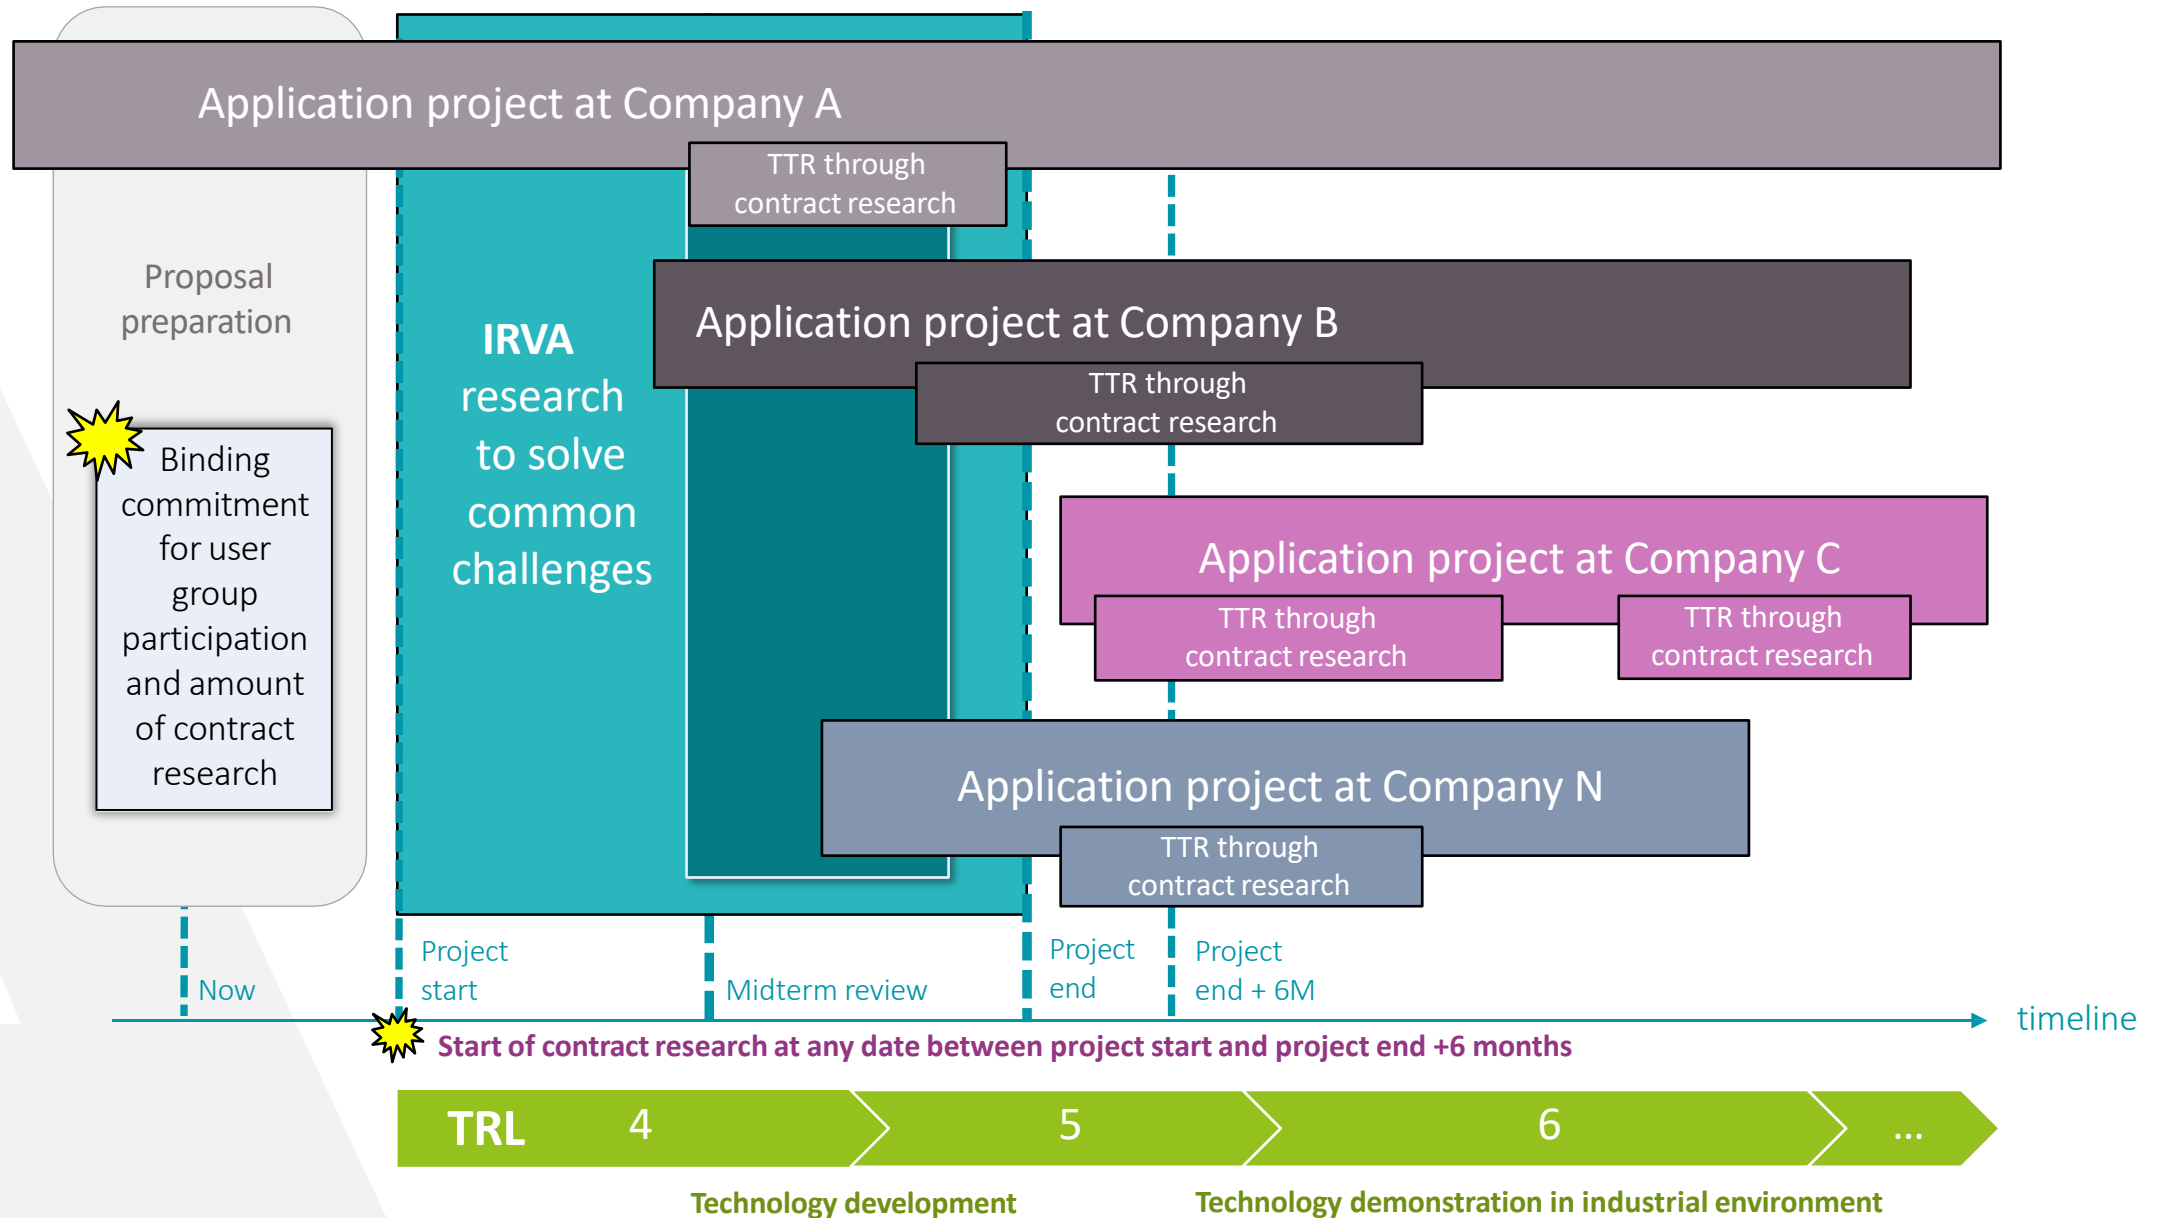 Application project at Company A
TTR through
contract research
Proposal
preparation
Application project at Company B
TTR through
contract research
IRVA
research
to solve
common
challenges
Binding
commitment
for user
group
participation
and amount
of contract
research
Application project at Company C
TTR through
contract research
TTR through
contract research
Application project at Company N
TTR through
contract research
Now
Project
start
Midterm review
Project
end
Project
end + 6M
timeline
Start of contract research at any date between project start and project end +6 months
TRL 4 5 6 ...
Technology development
Technology demonstration in industrial environment